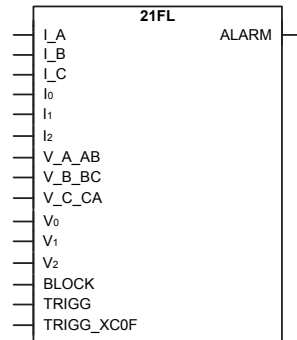 21FL
I_A ALARM
I_B
I_C
I₀
I₁
I₂
V_A_AB
V_B_BC
V_C_CA
V₀
V₁
V₂
BLOCK
TRIGG
TRIGG_XC0F